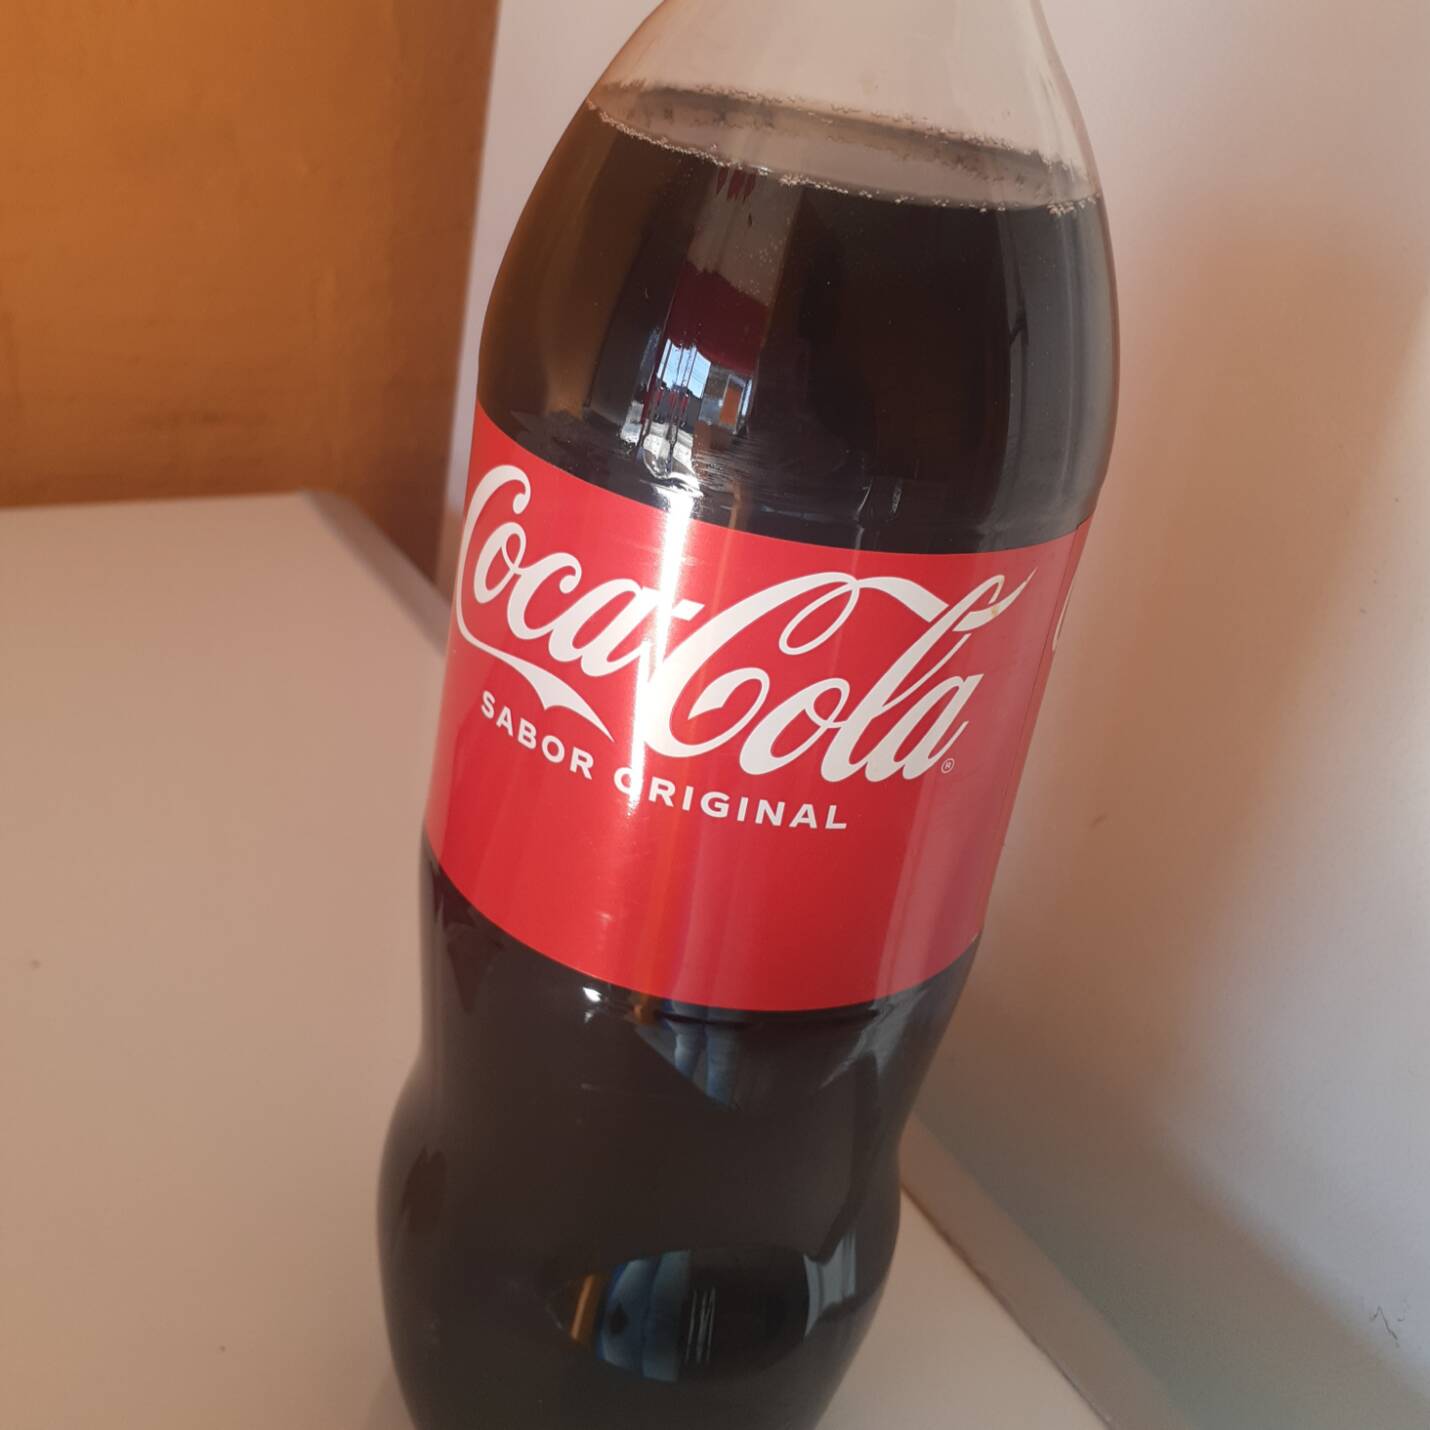 Coca-Cola
®
SABOR ORIGINAL